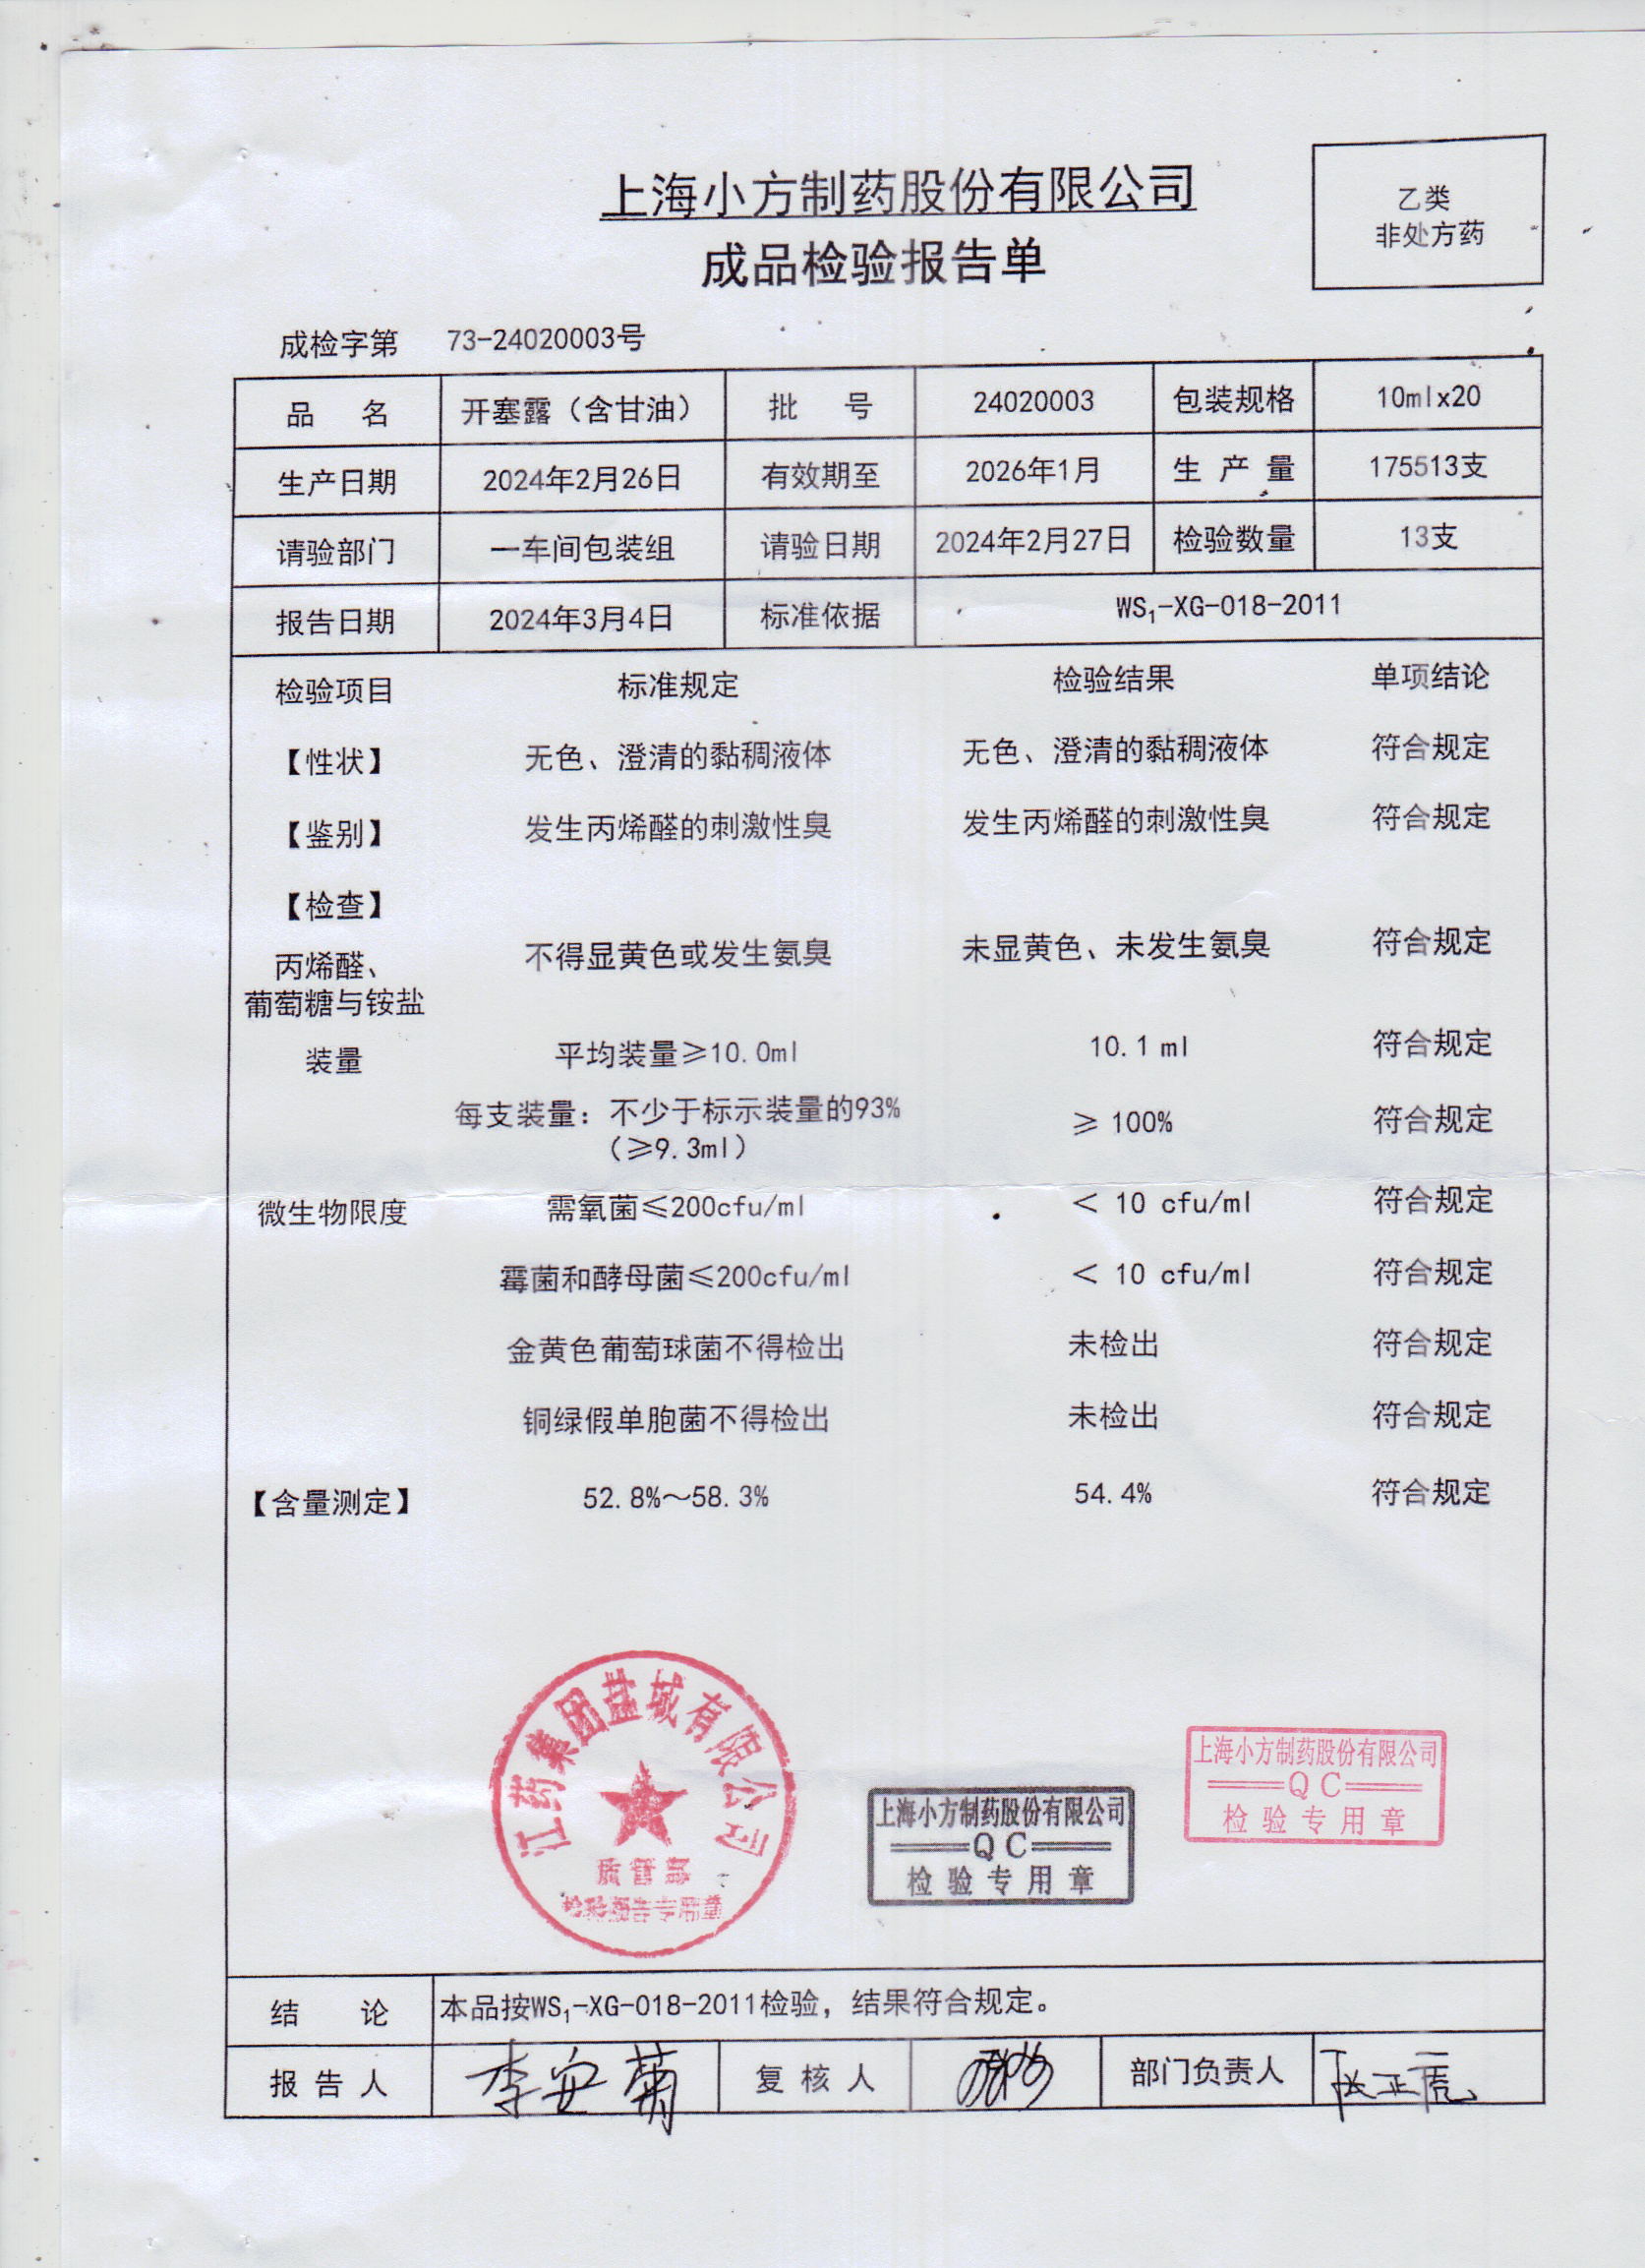 上海小方制药股份有限公司
成品检验报告单
乙类
非处方药
成检字第 73-24020003号
品 名 开塞露（含甘油） 批 号 24020003 包装规格 10mlx20
生产日期 2024年2月26日 有效期至 2026年1月 生 产 量 175513支
请验部门 一车间包装组 请验日期 2024年2月27日 检验数量 13支
报告日期 2024年3月4日 标准依据 WS₁-XG-018-2011
检验项目 标准规定 检验结果 单项结论
【性状】 无色、澄清的黏稠液体 无色、澄清的黏稠液体 符合规定
【鉴别】 发生丙烯醛的刺激性臭 发生丙烯醛的刺激性臭 符合规定
【检查】
丙烯醛、 不得显黄色或发生氨臭 未显黄色、未发生氨臭 符合规定
葡萄糖与铵盐
装量 平均装量≥10.0ml 10.1 ml 符合规定
每支装量：不少于标示装量的93% ≥ 100% 符合规定
（≥9.3ml）
微生物限度 需氧菌≤200cfu/ml < 10 cfu/ml 符合规定
霉菌和酵母菌≤200cfu/ml < 10 cfu/ml 符合规定
金黄色葡萄球菌不得检出 未检出 符合规定
铜绿假单胞菌不得检出 未检出 符合规定
【含量测定】 52.8%～58.3% 54.4% 符合规定
江药集团盐城有限公司
质管部
检验报告专用章
上海小方制药股份有限公司
QC
检验专用章
上海小方制药股份有限公司
QC
检验专用章
结 论 本品按WS₁-XG-018-2011检验，结果符合规定。
报 告 人 李安菊 复 核 人 部门负责人 张正虎